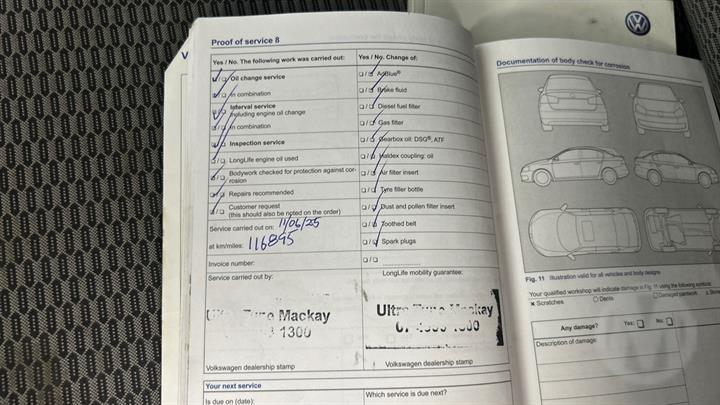 Proof of service 8
Yes / No. The following work was carried out:
Oil change service
In combination
Interval service
including engine oil change
In combination
Inspection service
LongLife engine oil used
Bodywork checked for protection against cor-
rosion
Repairs recommended
Customer request
(this should also be noted on the order)
Service carried out on: 11/06/25
at km/miles: 116895
Invoice number:
Service carried out by:
Mackay
1300
Volkswagen dealership stamp
Your next service
Is due on (date):
Yes / No. Change of:
AdBlue®
Brake fluid
Diesel fuel filter
Gas filter
Gearbox oil: DSG®, ATF
Haldex coupling: oil
Air filter insert
Tyre filler bottle
Dust and pollen filter insert
Toothed belt
Spark plugs
LongLife mobility guarantee:
Ultra Tune Mackay
Volkswagen dealership stamp
Which service is due next?
Documentation of body check for corrosion
Fig. 11 Illustration valid for all vehicles and body designs
Your qualified workshop will indicate damage in Fig. 11 using the following symbols:
× Scratches ○ Dents □ Damaged paintwork
Any damage? Yes: □ No: □
Description of damage: